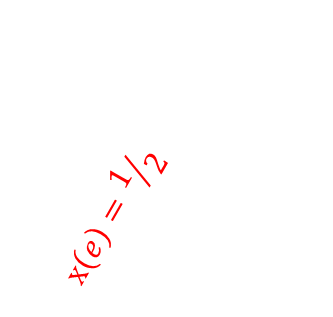 x(e) = 1/2